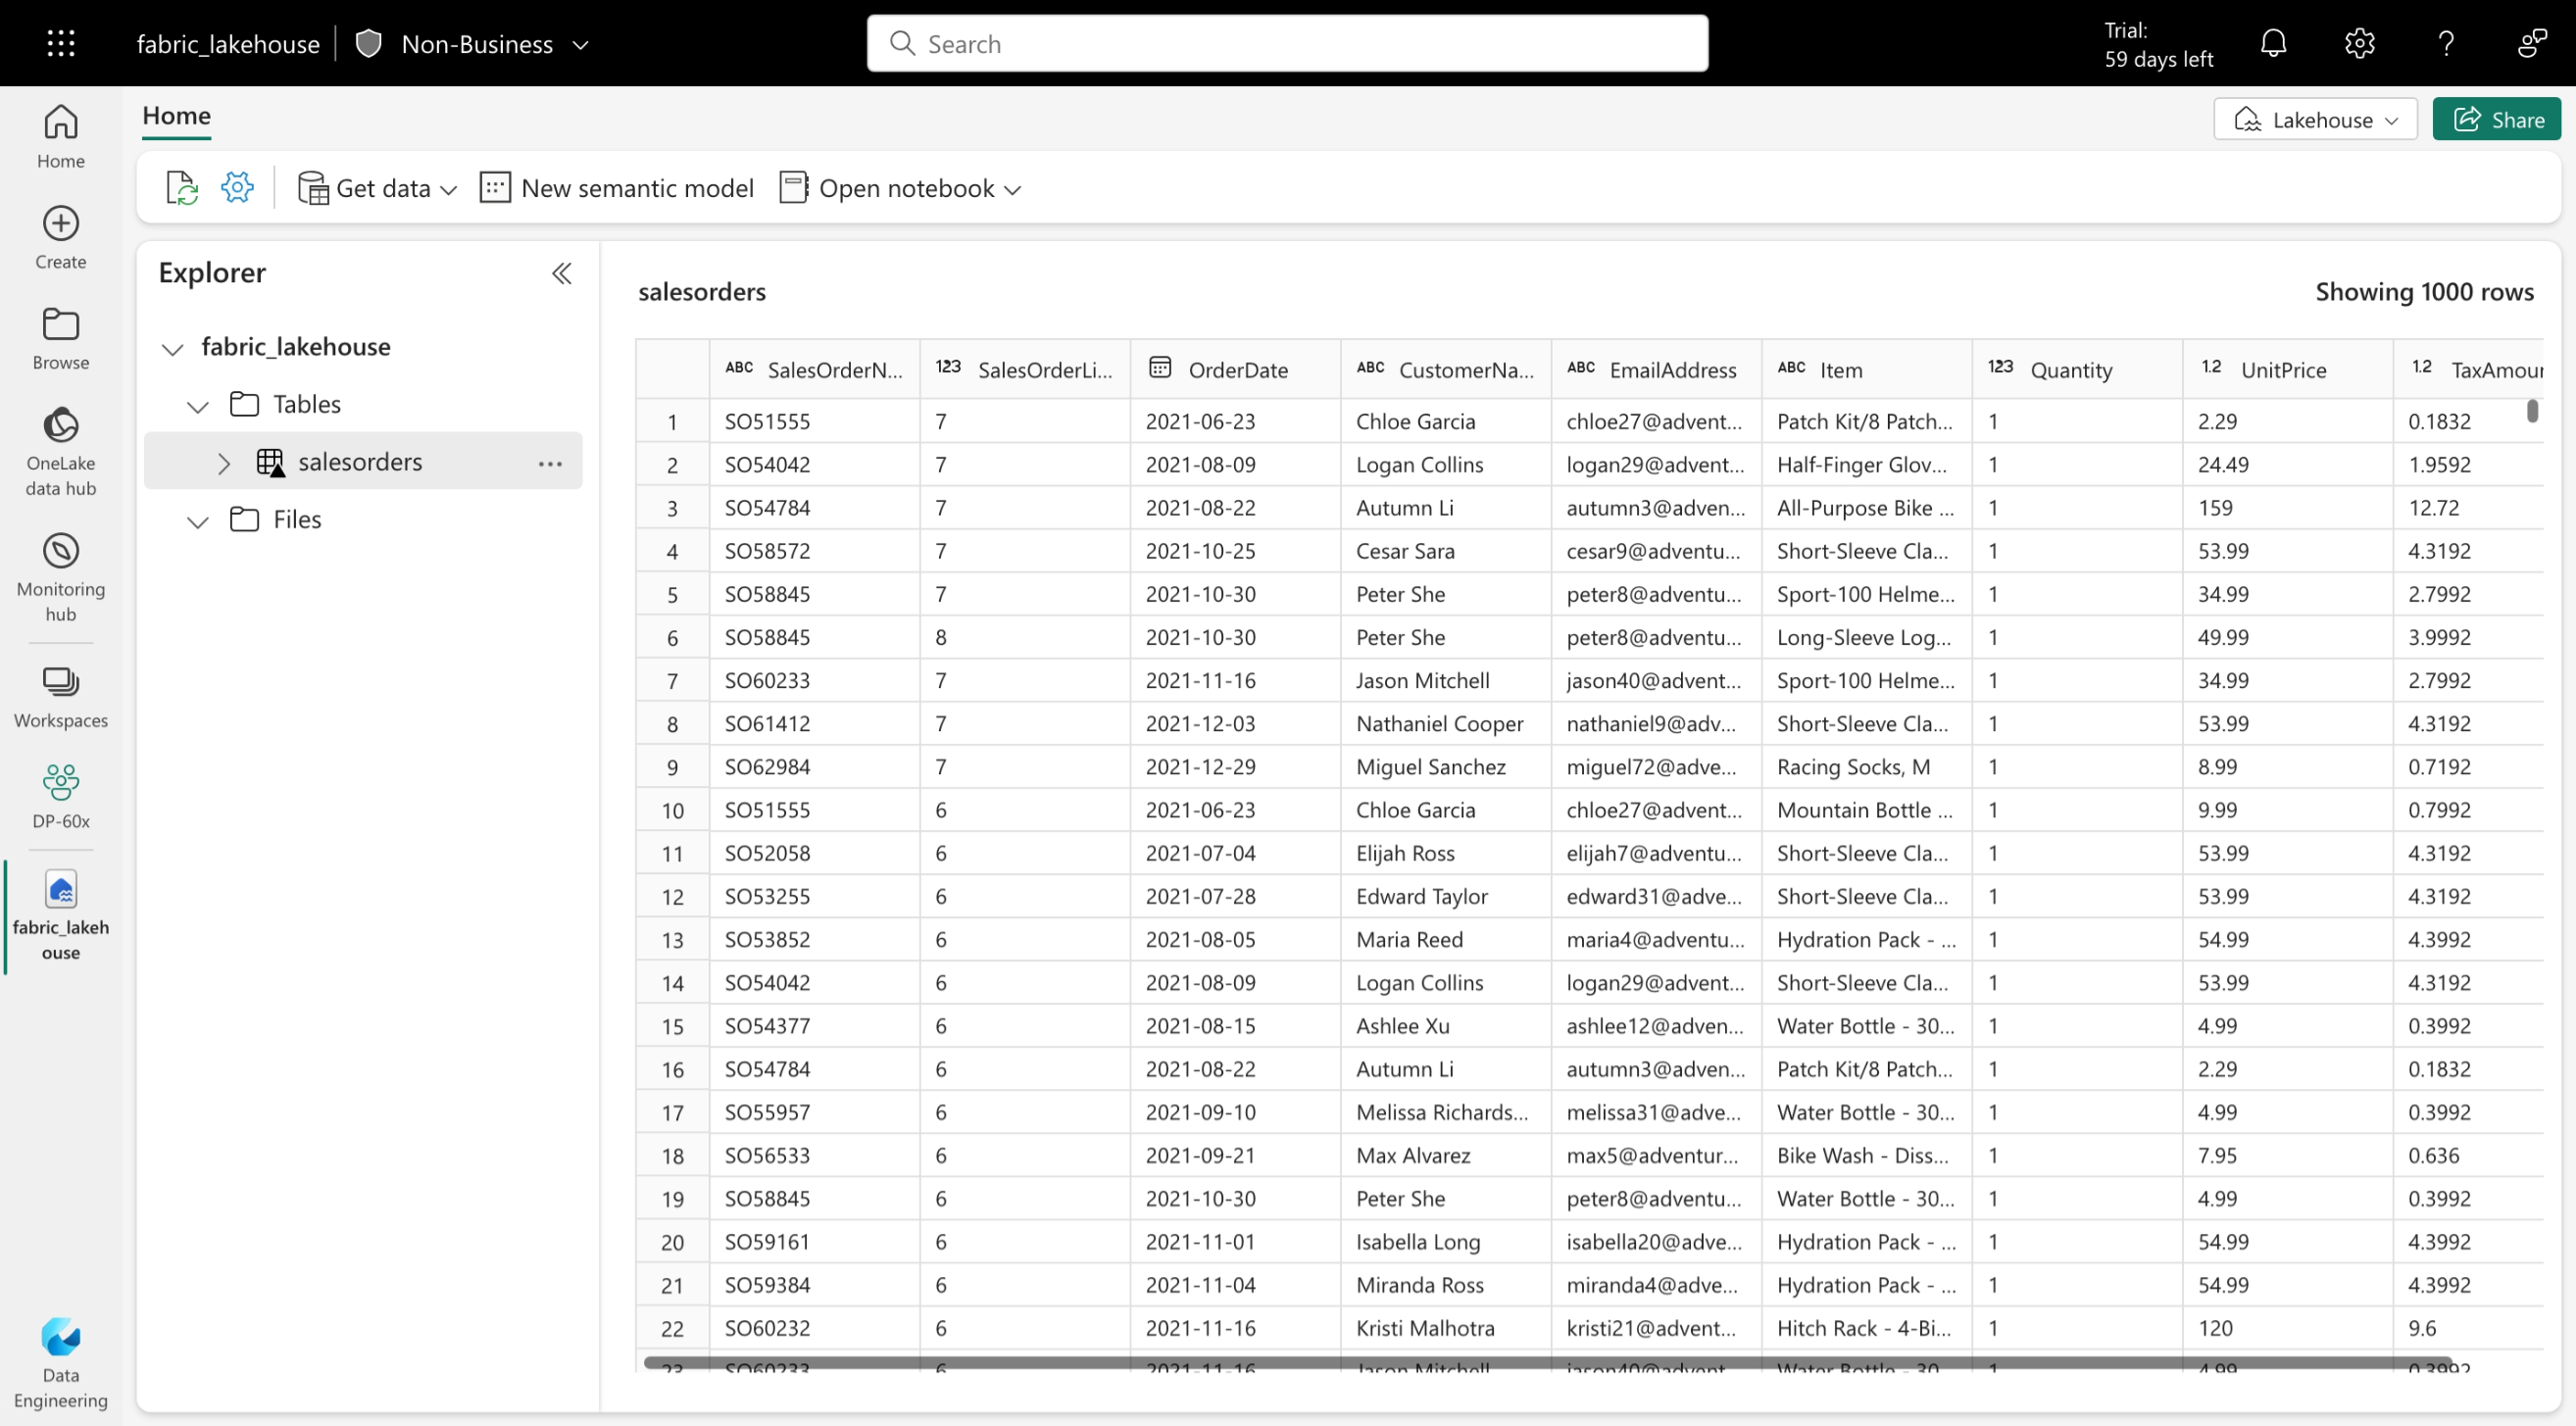 fabric_lakehouse
Non-Business
Search
Trial:
59 days left
Home
Create
Browse
OneLake
data hub
Monitoring
hub
Workspaces
DP-60x
fabric_lakeh
ouse
Data
Engineering
Home
Lakehouse
Share
Get data
New semantic model
Open notebook
Explorer
fabric_lakehouse
Tables
salesorders
Files
salesorders
Showing 1000 rows
ABC SalesOrderN... 123 SalesOrderLi... OrderDate ABC CustomerNa... ABC EmailAddress ABC Item 123 Quantity 1.2 UnitPrice 1.2 TaxAmour
1 SO51555 7 2021-06-23 Chloe Garcia chloe27@advent... Patch Kit/8 Patch... 1 2.29 0.1832
2 SO54042 7 2021-08-09 Logan Collins logan29@advent... Half-Finger Glov... 1 24.49 1.9592
3 SO54784 7 2021-08-22 Autumn Li autumn3@adven... All-Purpose Bike ... 1 159 12.72
4 SO58572 7 2021-10-25 Cesar Sara cesar9@adventu... Short-Sleeve Cla... 1 53.99 4.3192
5 SO58845 7 2021-10-30 Peter She peter8@adventu... Sport-100 Helme... 1 34.99 2.7992
6 SO58845 8 2021-10-30 Peter She peter8@adventu... Long-Sleeve Log... 1 49.99 3.9992
7 SO60233 7 2021-11-16 Jason Mitchell jason40@advent... Sport-100 Helme... 1 34.99 2.7992
8 SO61412 7 2021-12-03 Nathaniel Cooper nathaniel9@adv... Short-Sleeve Cla... 1 53.99 4.3192
9 SO62984 7 2021-12-29 Miguel Sanchez miguel72@adve... Racing Socks, M 1 8.99 0.7192
10 SO51555 6 2021-06-23 Chloe Garcia chloe27@advent... Mountain Bottle ... 1 9.99 0.7992
11 SO52058 6 2021-07-04 Elijah Ross elijah7@adventu... Short-Sleeve Cla... 1 53.99 4.3192
12 SO53255 6 2021-07-28 Edward Taylor edward31@adve... Short-Sleeve Cla... 1 53.99 4.3192
13 SO53852 6 2021-08-05 Maria Reed maria4@adventu... Hydration Pack - ... 1 54.99 4.3992
14 SO54042 6 2021-08-09 Logan Collins logan29@advent... Short-Sleeve Cla... 1 53.99 4.3192
15 SO54377 6 2021-08-15 Ashlee Xu ashlee12@adven... Water Bottle - 30... 1 4.99 0.3992
16 SO54784 6 2021-08-22 Autumn Li autumn3@adven... Patch Kit/8 Patch... 1 2.29 0.1832
17 SO55957 6 2021-09-10 Melissa Richards... melissa31@adve... Water Bottle - 30... 1 4.99 0.3992
18 SO56533 6 2021-09-21 Max Alvarez max5@adventur... Bike Wash - Diss... 1 7.95 0.636
19 SO58845 6 2021-10-30 Peter She peter8@adventu... Water Bottle - 30... 1 4.99 0.3992
20 SO59161 6 2021-11-01 Isabella Long isabella20@adve... Hydration Pack - ... 1 54.99 4.3992
21 SO59384 6 2021-11-04 Miranda Ross miranda4@adve... Hydration Pack - ... 1 54.99 4.3992
22 SO60232 6 2021-11-16 Kristi Malhotra kristi21@advent... Hitch Rack - 4-Bi... 1 120 9.6
23 SO60233 6 2021-11-16 Jason Mitchell jason40@advent... Water Bottle - 30... 1 4.99 0.3992